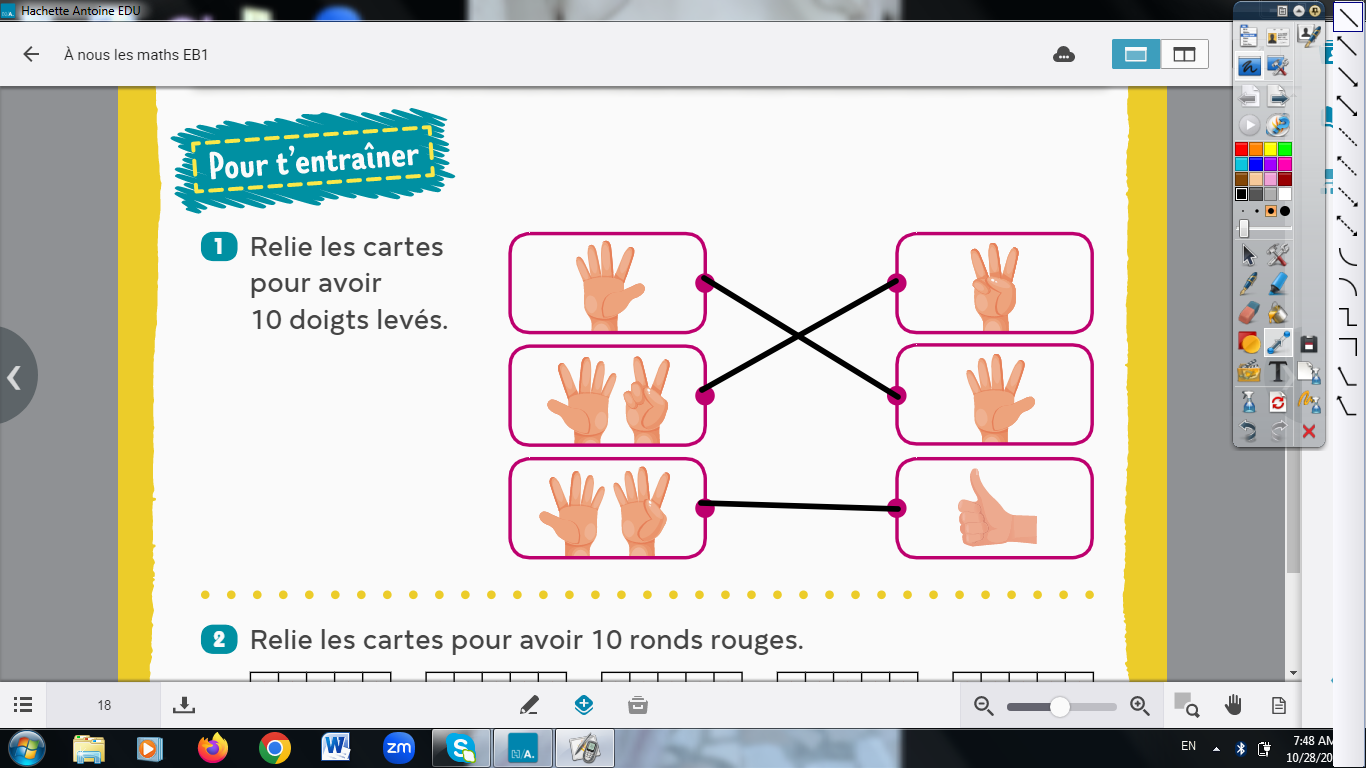 Hachette Antoine EDU
À nous les maths EB1
Pour t'entraîner
1 Relie les cartes
pour avoir
10 doigts levés.
2 Relie les cartes pour avoir 10 ronds rouges.
18
EN
7:48 AM